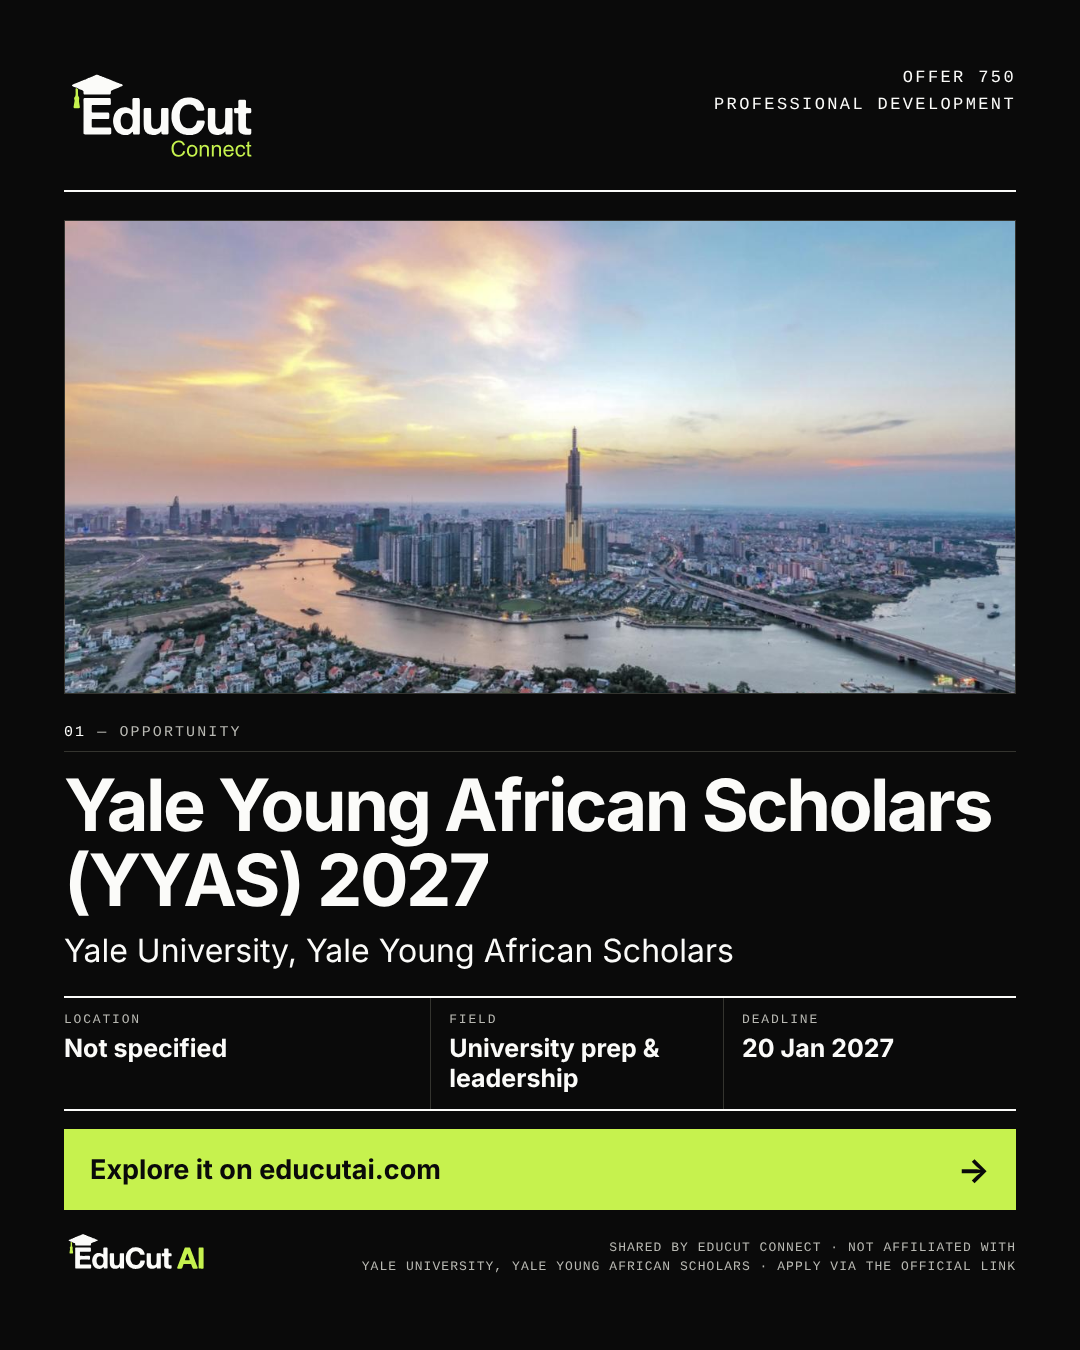 EduCut
Connect
OFFER 750
PROFESSIONAL DEVELOPMENT
01 — OPPORTUNITY
Yale Young African Scholars
(YYAS) 2027
Yale University, Yale Young African Scholars
LOCATION
Not specified
FIELD
University prep &
leadership
DEADLINE
20 Jan 2027
Explore it on educutai.com →
EduCut AI
SHARED BY EDUCUT CONNECT · NOT AFFILIATED WITH
YALE UNIVERSITY, YALE YOUNG AFRICAN SCHOLARS · APPLY VIA THE OFFICIAL LINK